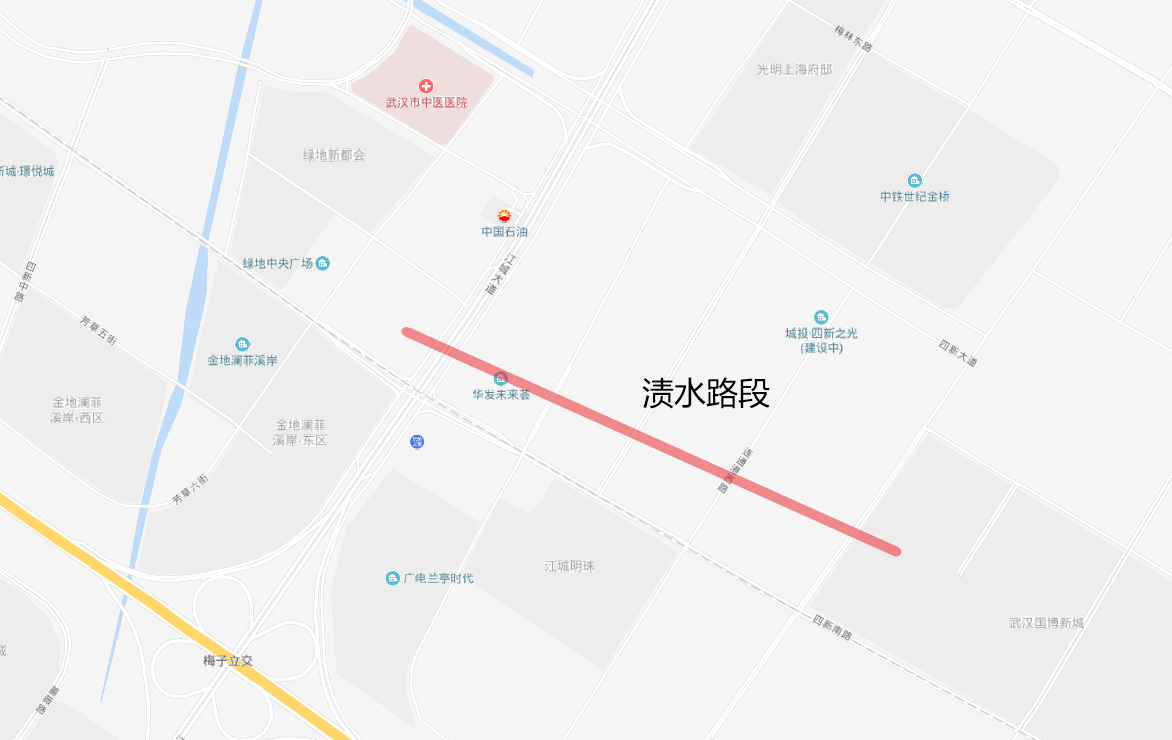 梅林东路
光明上海府邸
武汉市中医医院
绿地新都会
新城·璟悦城
中铁世纪金桥
中国石油
绿地中央广场
江城大道
四新中路
芳草五街
城投·四新之光
(建设中)
四新大道
金地澜菲溪岸
华发未来荟
渍水路段
金地澜菲
溪岸-西区
金地澜菲
溪岸·东区
连通港西路
芳草六街
江城明珠
广电兰亭时代
四新南路
武汉国博新城
梅子立交